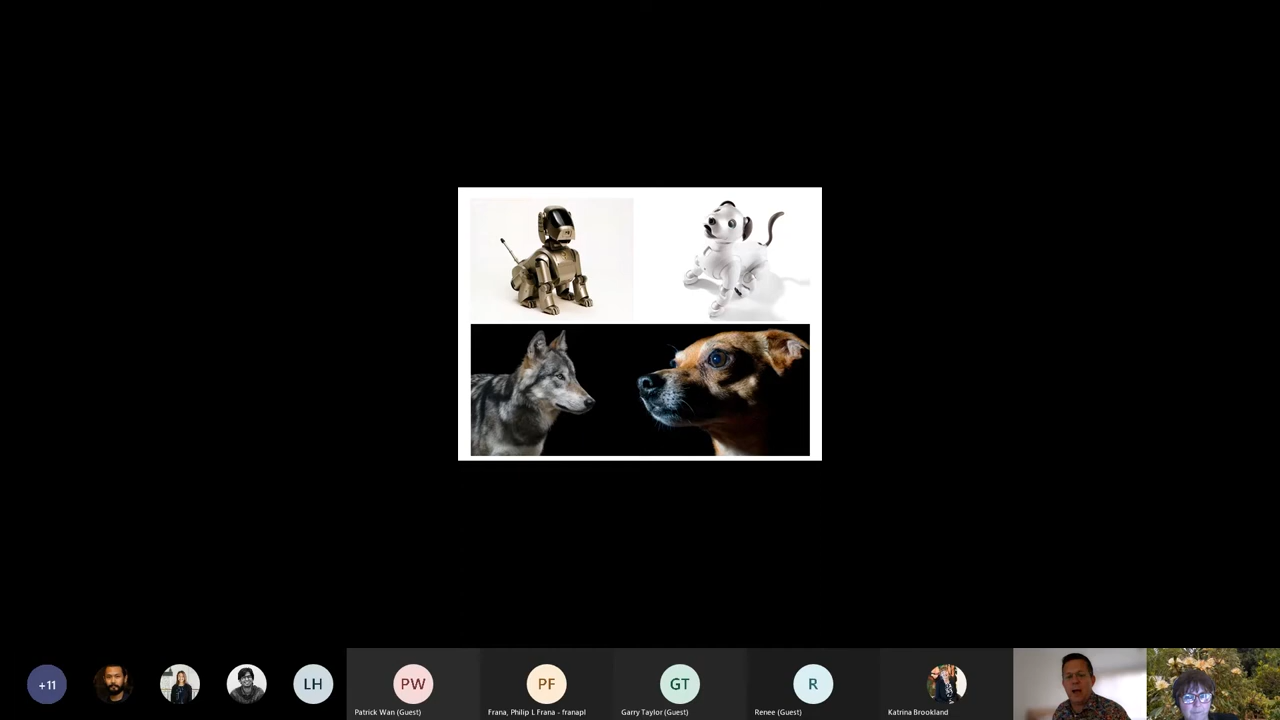 +11
LH
PW
PF
GT
R
Patrick Wan (Guest)
Frana, Philip L Frana - franapl
Garry Taylor (Guest)
Renee (Guest)
Katrina Brookland